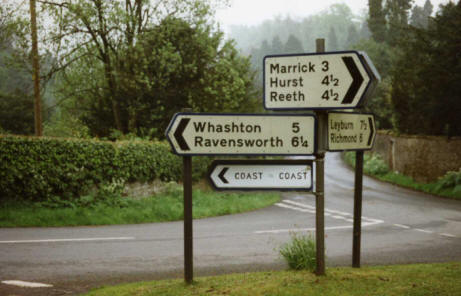 Marrick 3
Hurst 4½
Reeth 4½
Whashton 5
Ravensworth 6¼
Leyburn 7½
Richmond 6
COAST COAST